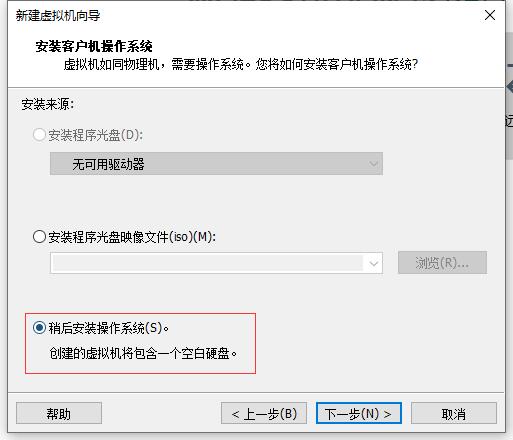 新建虚拟机向导
安装客户机操作系统
虚拟机如同物理机，需要操作系统。您将如何安装客户机操作系统?
安装来源:
安装程序光盘(D):
无可用驱动器
安装程序光盘映像文件(iso)(M):
浏览(R)...
稍后安装操作系统(S)。
创建的虚拟机将包含一个空白硬盘。
帮助
< 上一步(B)
下一步(N) >
取消